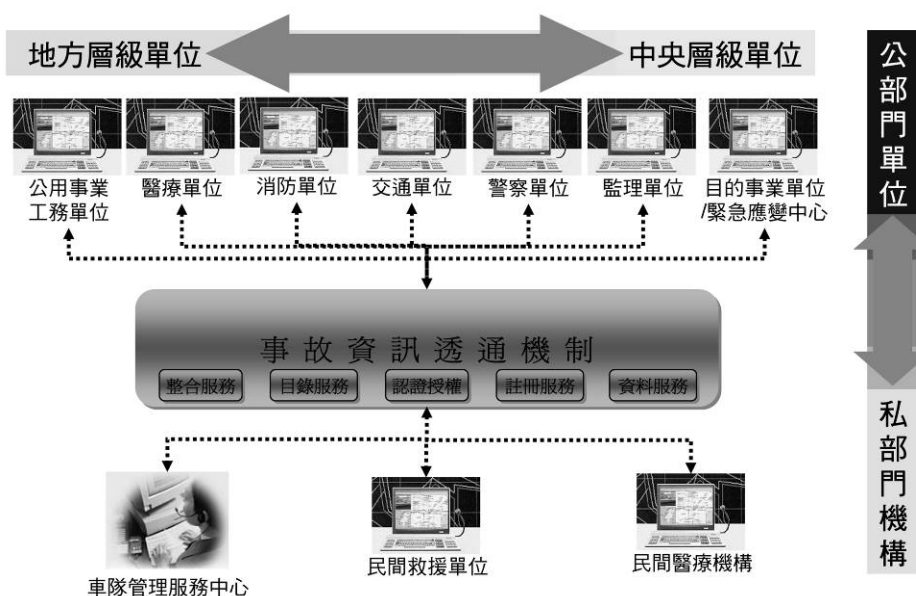 地方層級單位
中央層級單位
公用事業
工務單位
醫療單位
消防單位
交通單位
警察單位
監理單位
目的事業單位
/緊急應變中心
事故資訊透通機制
整合服務
目錄服務
認證授權
註冊服務
資料服務
車隊管理服務中心
民間救援單位
民間醫療機構
公部門單位
私部門機構